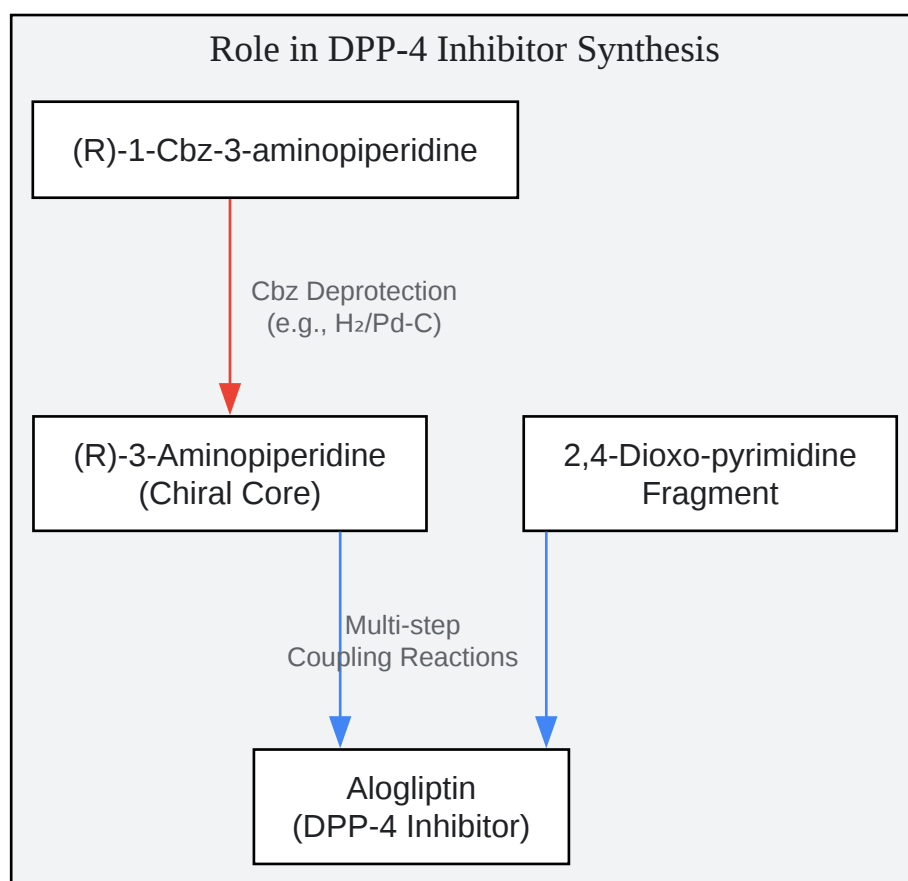 Role in DPP-4 Inhibitor Synthesis
(R)-1-Cbz-3-aminopiperidine
Cbz Deprotection
(e.g., H₂/Pd-C)
(R)-3-Aminopiperidine
(Chiral Core)
2,4-Dioxo-pyrimidine
Fragment
Multi-step
Coupling Reactions
Alogliptin
(DPP-4 Inhibitor)